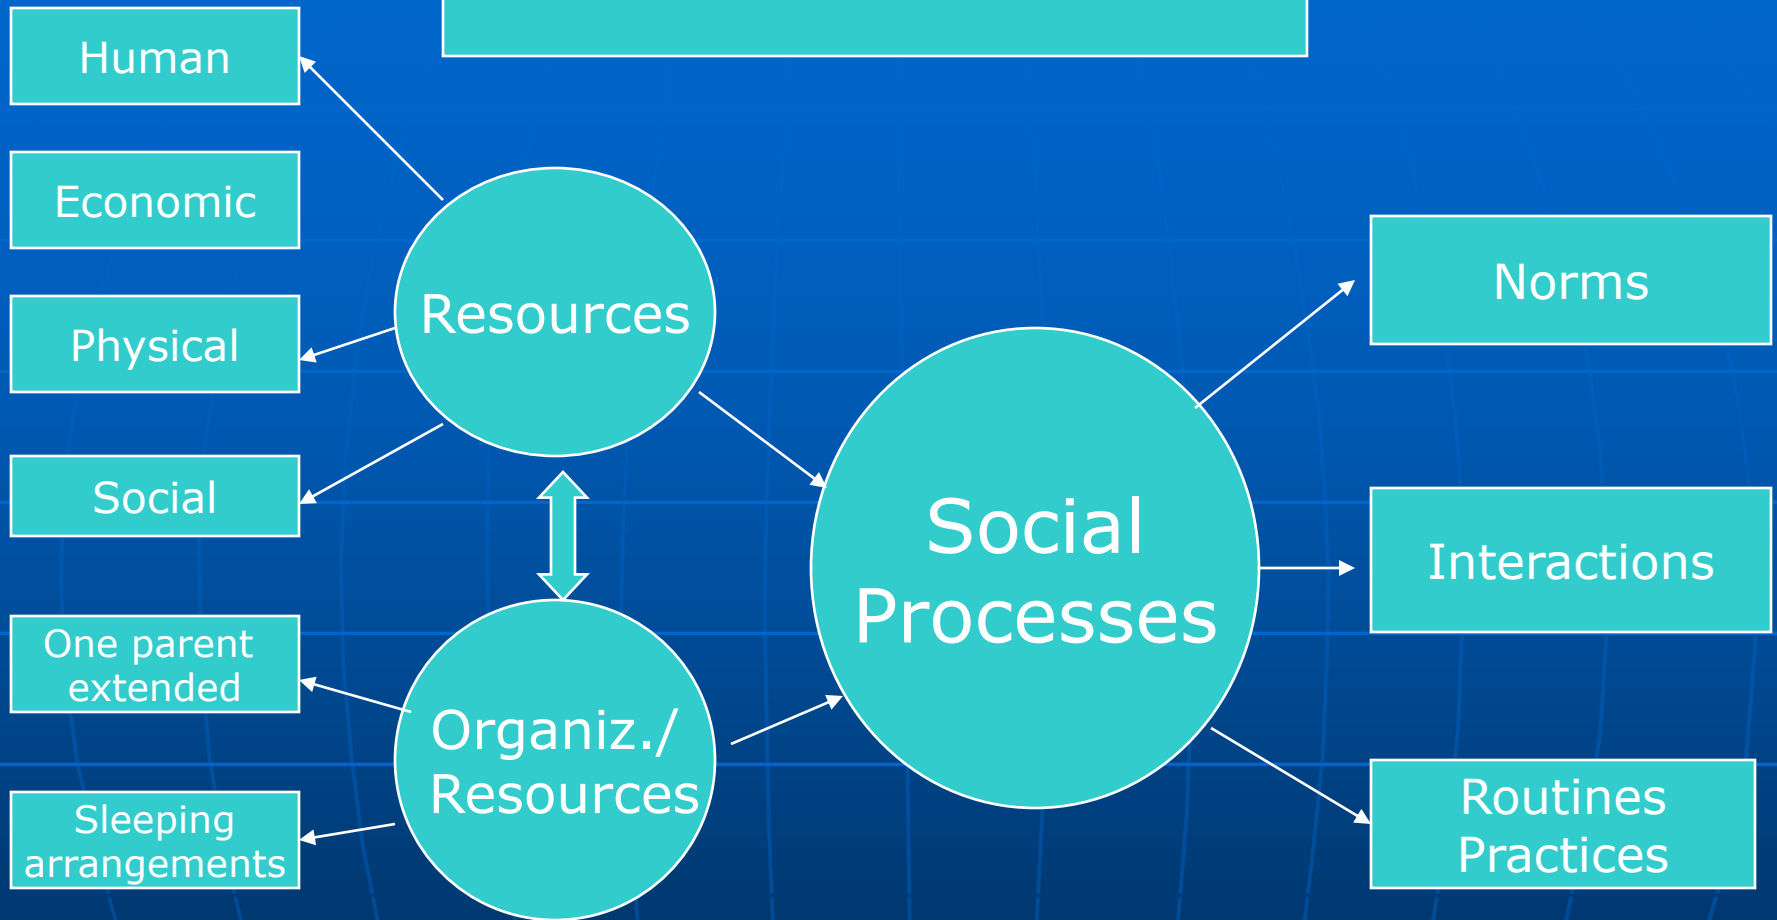 Human
Economic
Physical
Social
One parent
extended
Sleeping
arrangements
Resources
Organiz./
Resources
Social
Processes
Norms
Interactions
Routines
Practices